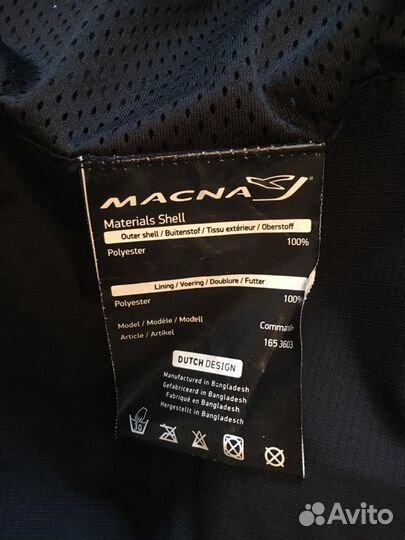 MACNA
Materials Shell
Outer shell / Buitenstof / Tissu extérieur / Oberstoff
Polyester 100%
Lining / Voering / Doublure / Futter
Polyester 100%
Model / Modèle / Modell
Article / Artikel 165 3603
DUTCH DESIGN
Manufactured in Bangladesh
Gefabriceerd in Bangladesh
Fabriqué en Bangladesh
Hergestellt in Bangladesch
30
Avito